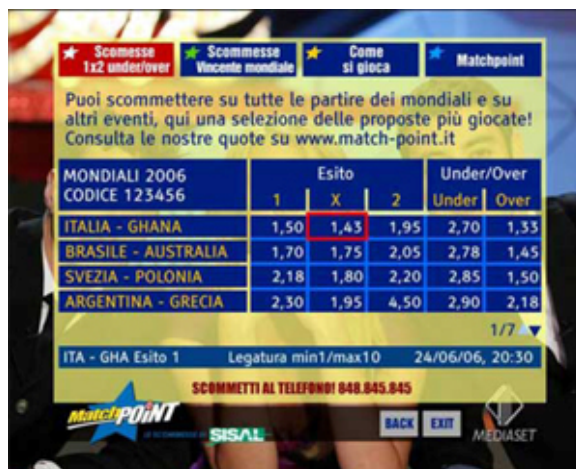 Scomesse
1x2 under/over
Scommesse
Vincente mondiale
Come
si gioca
Matchpoint
Puoi scommettere su tutte le partire dei mondiali e su
altri eventi, qui una selezione delle proposte più giocate!
Consulta le nostre quote su www.match-point.it
MONDIALI 2006 Esito Under/Over
CODICE 123456 1 X 2 Under Over
ITALIA - GHANA 1,50 1,43 1,95 2,70 1,33
BRASILE - AUSTRALIA 1,70 1,75 2,05 2,78 1,45
SVEZIA - POLONIA 2,18 1,80 2,20 2,85 1,50
ARGENTINA - GRECIA 2,30 1,95 4,50 2,90 2,18
1/7
ITA - GHA Esito 1 Legatura min1/max10 24/06/06, 20:30
SCOMMETTI AL TELEFONO! 848.845.845
MatchPOINT
SISAL
BACK EXIT
MEDIASET